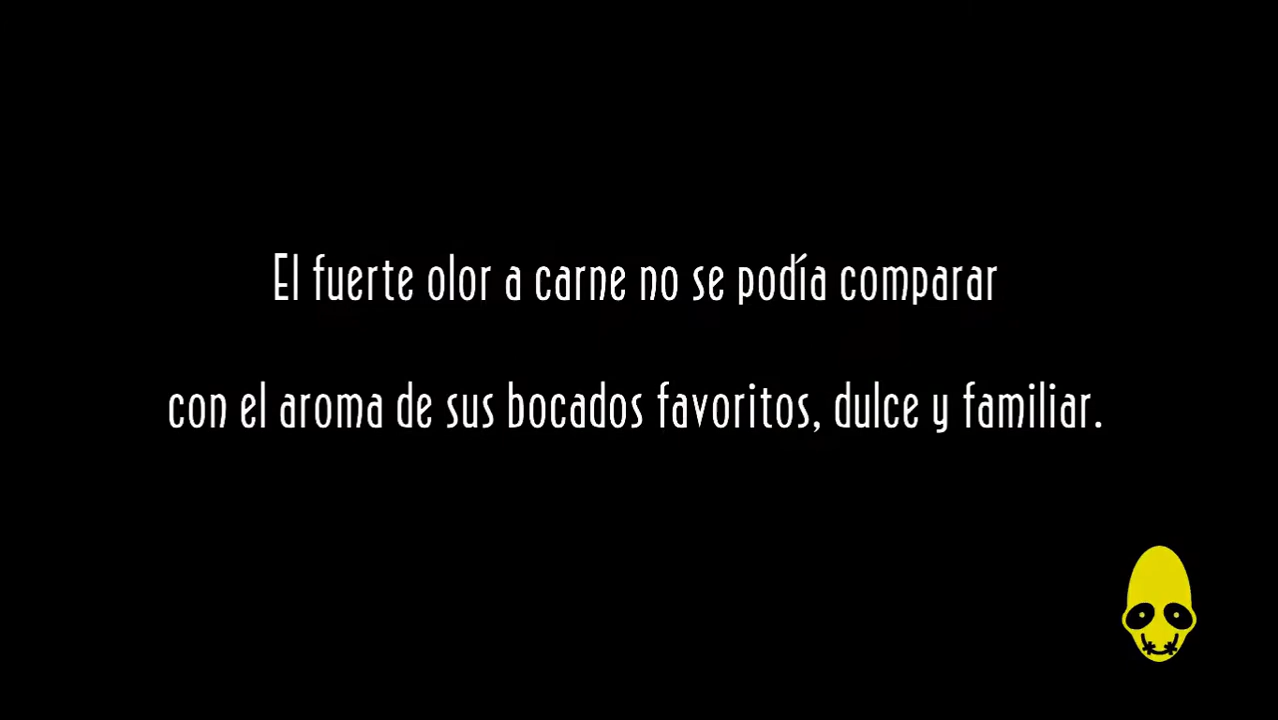 El fuerte olor a carne no se podía comparar
con el aroma de sus bocados favoritos, dulce y familiar.